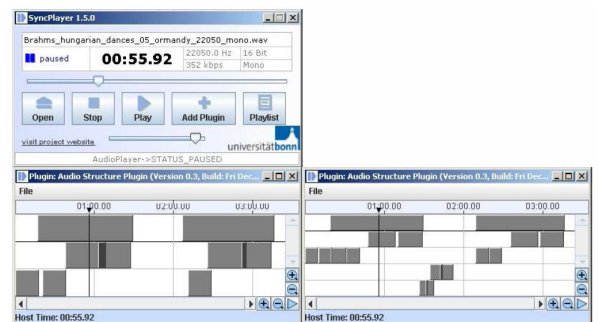 SyncPlayer 1.5.0
Brahms_hungarian_dances_05_ormandy_22050_mono.wav
paused
00:55.92
22050.0 Hz
16 Bit
352 kbps
Mono
Open
Stop
Play
Add Plugin
Playlist
visit project website
universitätbonn
AudioPlayer->STATUS_PAUSED
Plugin: Audio Structure Plugin (Version 0.3, Build: Fri Dec...
File
01:00.00 02:00.00 03:00.00
Host Time: 00:55.92
Plugin: Audio Structure Plugin (Version 0.3, Build: Fri Dec...
File
01:00.00 02:00.00 03:00.00
Host Time: 00:55.92